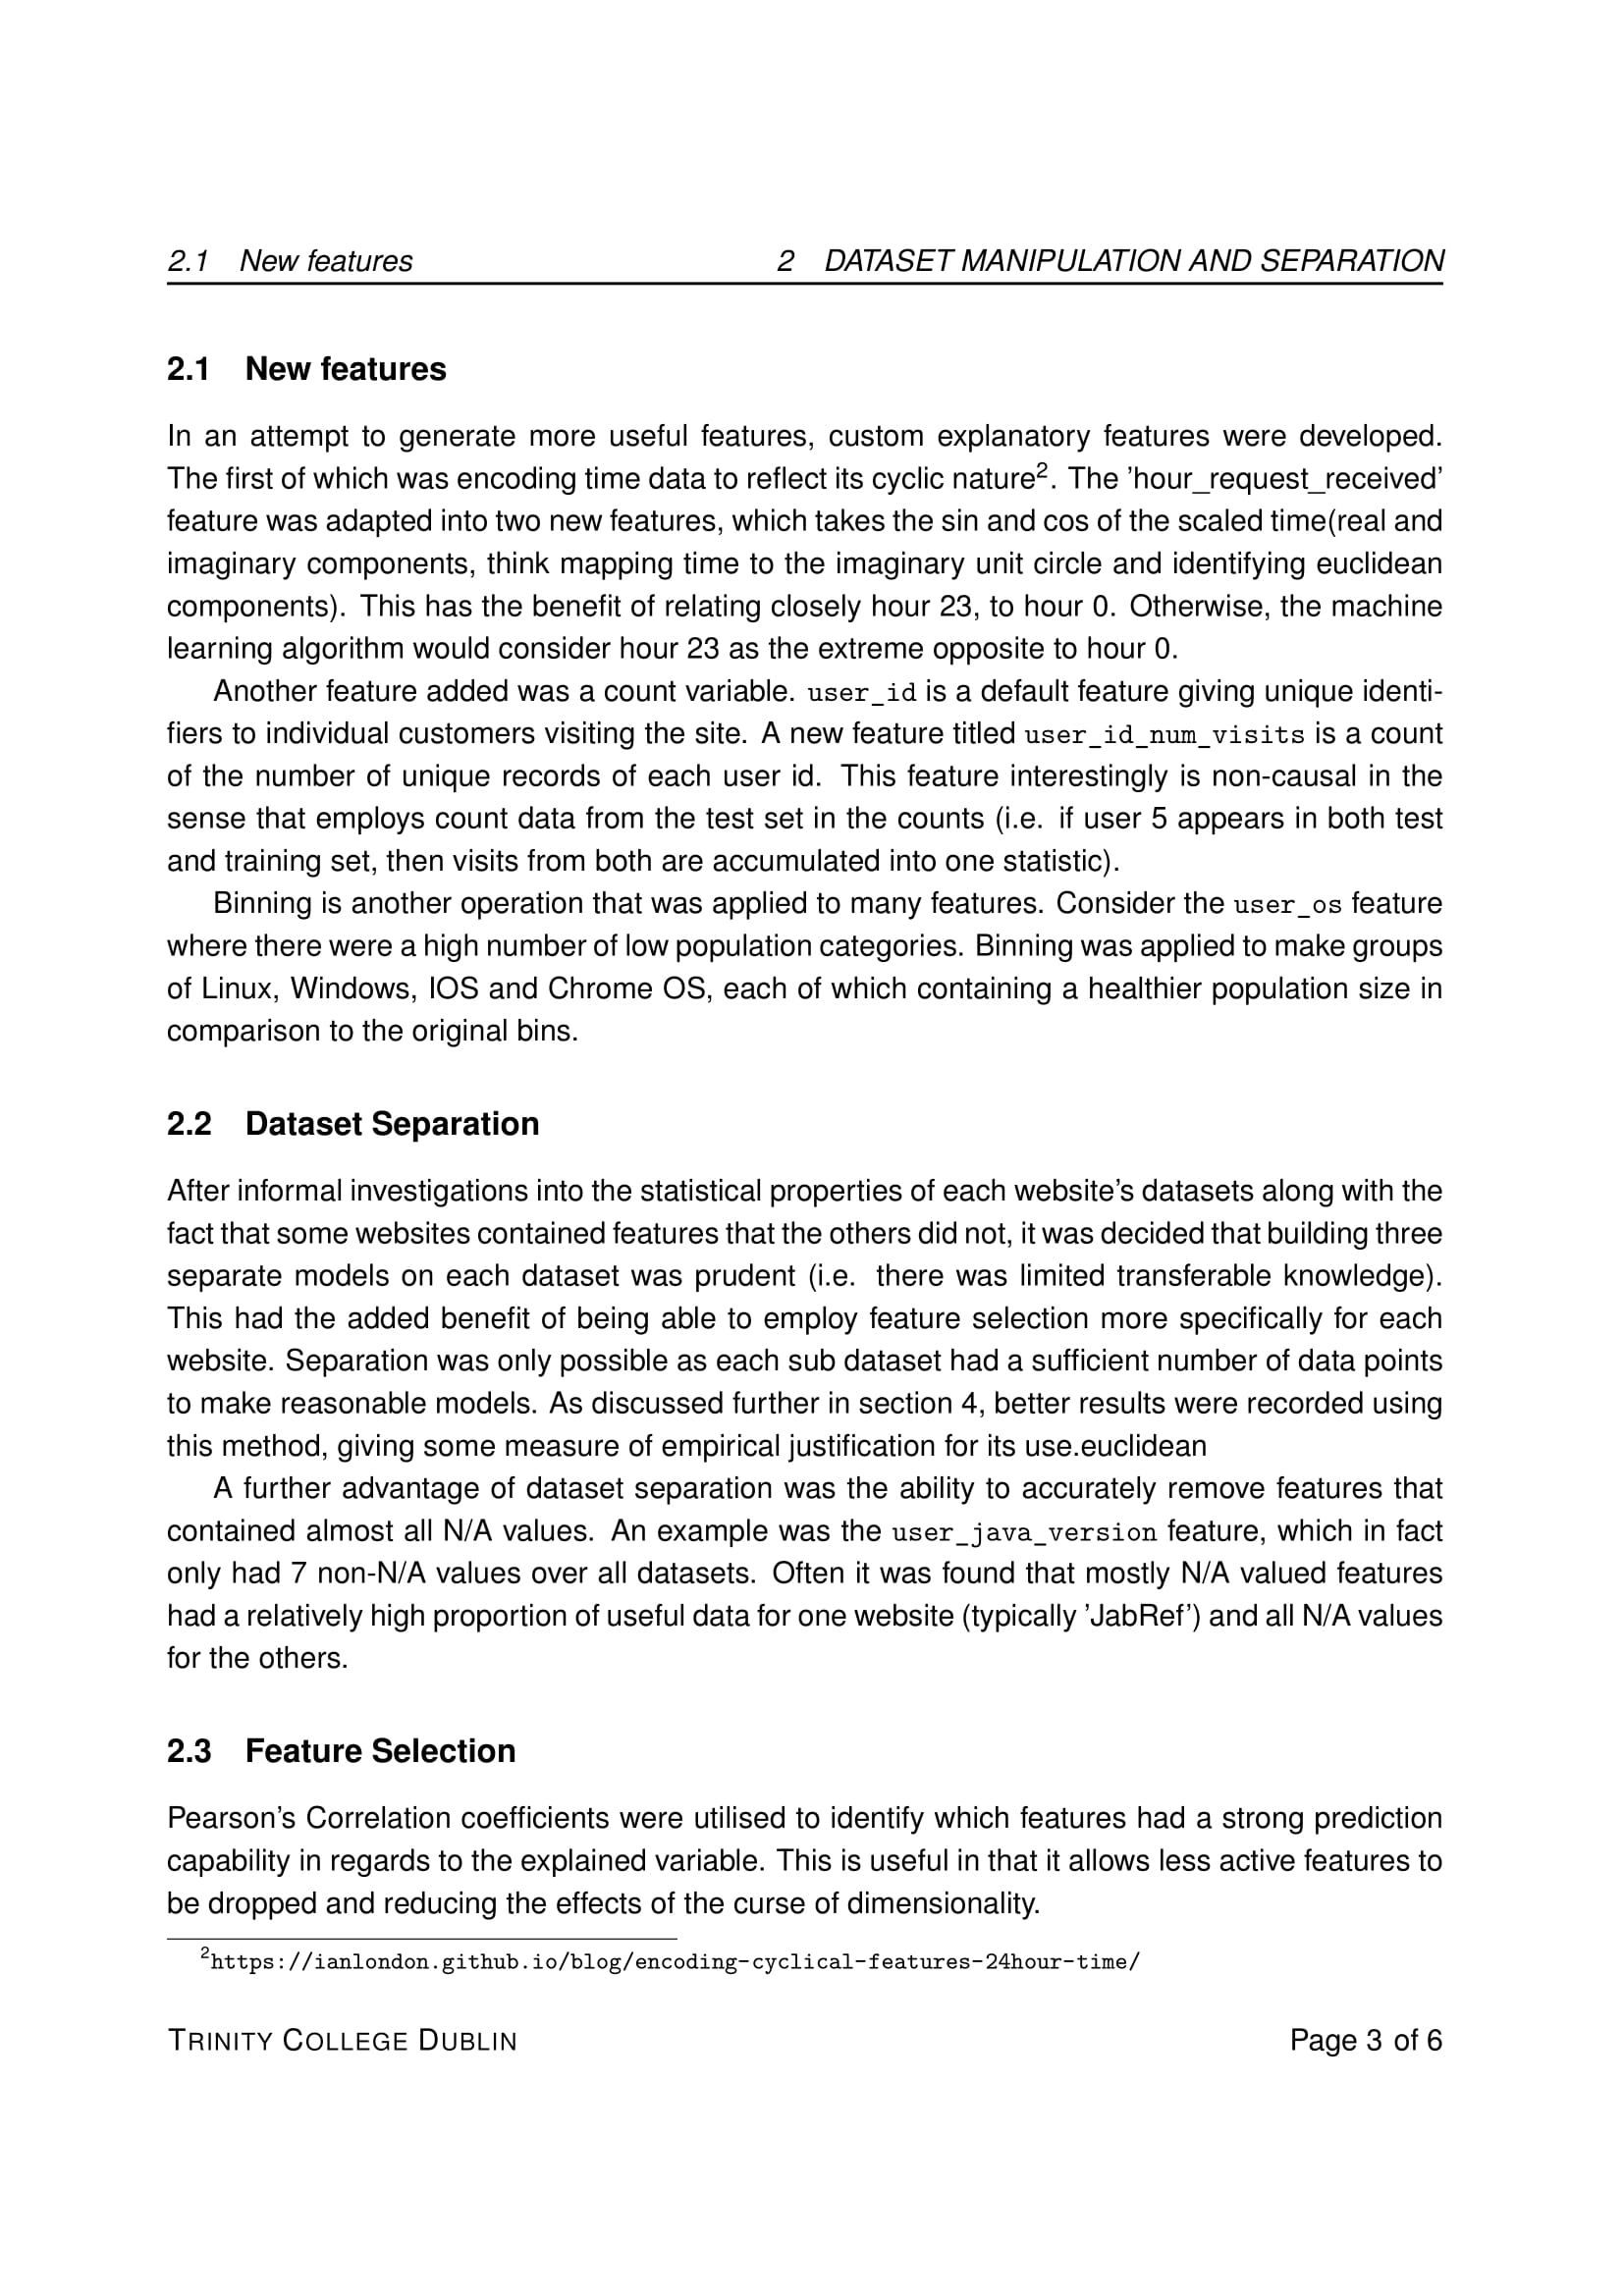 2.1 New features 2 DATASET MANIPULATION AND SEPARATION
2.1 New features
In an attempt to generate more useful features, custom explanatory features were developed.
The first of which was encoding time data to reflect its cyclic nature2. The ’hour_request_received’
feature was adapted into two new features, which takes the sin and cos of the scaled time(real and
imaginary components, think mapping time to the imaginary unit circle and identifying euclidean
components). This has the benefit of relating closely hour 23, to hour 0. Otherwise, the machine
learning algorithm would consider hour 23 as the extreme opposite to hour 0.
Another feature added was a count variable. user_id is a default feature giving unique identi-
fiers to individual customers visiting the site. A new feature titled user_id_num_visits is a count
of the number of unique records of each user id. This feature interestingly is non-causal in the
sense that employs count data from the test set in the counts (i.e. if user 5 appears in both test
and training set, then visits from both are accumulated into one statistic).
Binning is another operation that was applied to many features. Consider the user_os feature
where there were a high number of low population categories. Binning was applied to make groups
of Linux, Windows, IOS and Chrome OS, each of which containing a healthier population size in
comparison to the original bins.
2.2 Dataset Separation
After informal investigations into the statistical properties of each website’s datasets along with the
fact that some websites contained features that the others did not, it was decided that building three
separate models on each dataset was prudent (i.e. there was limited transferable knowledge).
This had the added benefit of being able to employ feature selection more specifically for each
website. Separation was only possible as each sub dataset had a sufficient number of data points
to make reasonable models. As discussed further in section 4, better results were recorded using
this method, giving some measure of empirical justification for its use.euclidean
A further advantage of dataset separation was the ability to accurately remove features that
contained almost all N/A values. An example was the user_java_version feature, which in fact
only had 7 non-N/A values over all datasets. Often it was found that mostly N/A valued features
had a relatively high proportion of useful data for one website (typically ’JabRef’) and all N/A values
for the others.
2.3 Feature Selection
Pearson’s Correlation coefficients were utilised to identify which features had a strong prediction
capability in regards to the explained variable. This is useful in that it allows less active features to
be dropped and reducing the effects of the curse of dimensionality.
2https://ianlondon.github.io/blog/encoding-cyclical-features-24hour-time/
TRINITY COLLEGE DUBLIN Page 3 of 6